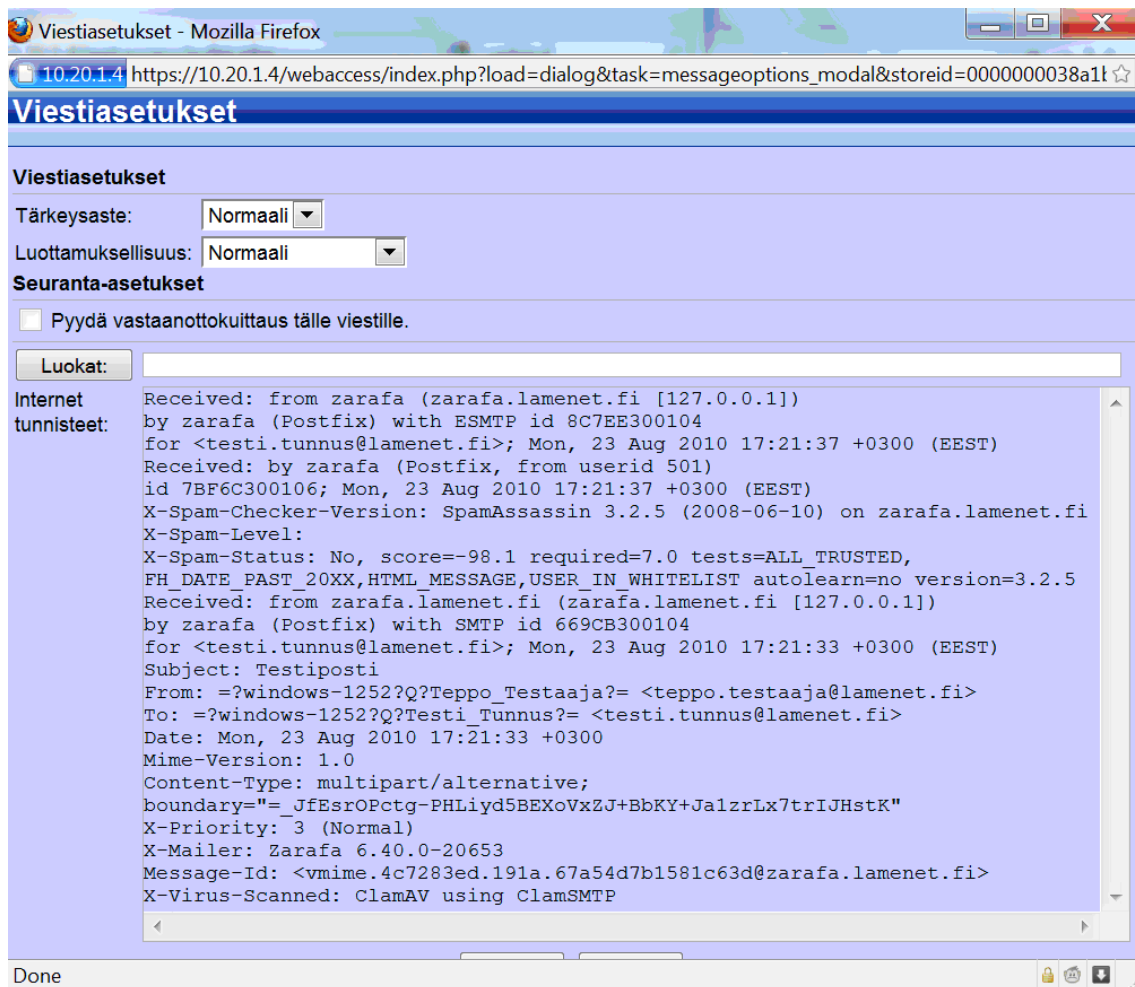 Viestiasetukset - Mozilla Firefox
10.20.1.4 https://10.20.1.4/webaccess/index.php?load=dialog&task=messageoptions_modal&storeid=0000000038a1b
Viestiasetukset
Viestiasetukset
Tärkeysaste: Normaali
Luottamuksellisuus: Normaali
Seuranta-asetukset
Pyydä vastaanottokuittaus tälle viestille.
Luokat:
Internet tunnisteet:
Received: from zarafa (zarafa.lamenet.fi [127.0.0.1])
by zarafa (Postfix) with ESMTP id 8C7EE300104
for <testi.tunnus@lamenet.fi>; Mon, 23 Aug 2010 17:21:37 +0300 (EEST)
Received: by zarafa (Postfix, from userid 501)
id 7BF6C300106; Mon, 23 Aug 2010 17:21:37 +0300 (EEST)
X-Spam-Checker-Version: SpamAssassin 3.2.5 (2008-06-10) on zarafa.lamenet.fi
X-Spam-Level:
X-Spam-Status: No, score=-98.1 required=7.0 tests=ALL_TRUSTED,
FH_DATE_PAST_20XX,HTML_MESSAGE,USER_IN_WHITELIST autolearn=no version=3.2.5
Received: from zarafa.lamenet.fi (zarafa.lamenet.fi [127.0.0.1])
by zarafa (Postfix) with SMTP id 669CB300104
for <testi.tunnus@lamenet.fi>; Mon, 23 Aug 2010 17:21:33 +0300 (EEST)
Subject: Testiposti
From: =?windows-1252?Q?Teppo_Testaaja?= <teppo.testaaja@lamenet.fi>
To: =?windows-1252?Q?Testi_Tunnus?= <testi.tunnus@lamenet.fi>
Date: Mon, 23 Aug 2010 17:21:33 +0300
Mime-Version: 1.0
Content-Type: multipart/alternative;
boundary="=_JfEsrOPctg-PHLiyd5BEXoVxZJ+BbKY+Ja1zrLx7trIJHstK"
X-Priority: 3 (Normal)
X-Mailer: Zarafa 6.40.0-20653
Message-Id: <vmime.4c7283ed.191a.67a54d7b1581c63d@zarafa.lamenet.fi>
X-Virus-Scanned: ClamAV using ClamSMTP
Done